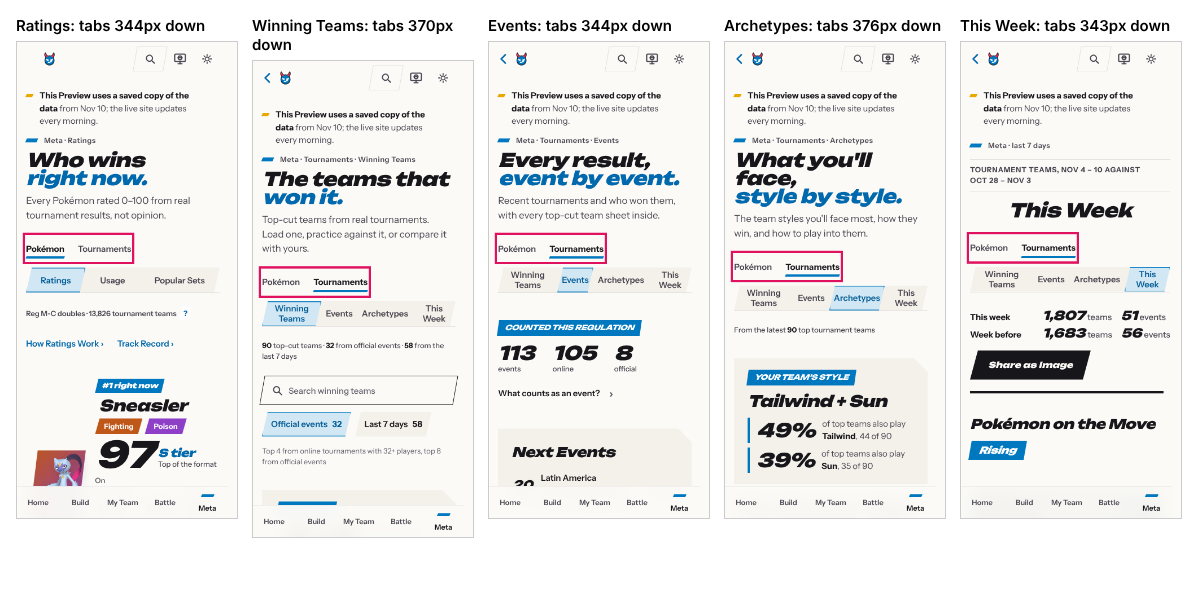 Ratings: tabs 344px down
This Preview uses a saved copy of the
data from Nov 10; the live site updates
every morning.
Meta · Ratings
Who wins
right now.
Every Pokémon rated 0–100 from real
tournament results, not opinion.
Pokémon Tournaments
Ratings Usage Popular Sets
Reg M-C doubles · 13,826 tournament teams ?
How Ratings Work › Track Record ›
#1 right now
Sneasler
Fighting Poison
97 S tier
Top of the format
On
Home Build My Team Battle Meta
Winning Teams: tabs 370px
down
This Preview uses a saved copy of the
data from Nov 10; the live site updates
every morning.
Meta · Tournaments · Winning Teams
The teams that
won it.
Top-cut teams from real tournaments.
Load one, practice against it, or compare it
with yours.
Pokémon Tournaments
Winning
Teams
Events
Archetypes
This
Week
90 top-cut teams · 32 from official events · 58 from the
last 7 days
Search winning teams
Official events 32 Last 7 days 58
Top 4 from online tournaments with 32+ players, top 8
from official events
Home Build My Team Battle Meta
Events: tabs 344px down
This Preview uses a saved copy of the
data from Nov 10; the live site updates
every morning.
Meta · Tournaments · Events
Every result,
event by event.
Recent tournaments and who won them,
with every top-cut team sheet inside.
Pokémon Tournaments
Winning
Teams
Events
Archetypes
This
Week
COUNTED THIS REGULATION
113 105 8
events online official
What counts as an event? ›
Next Events
20 Latin America
Home Build My Team Battle Meta
Archetypes: tabs 376px down
This Preview uses a saved copy of the
data from Nov 10; the live site updates
every morning.
Meta · Tournaments · Archetypes
What you'll
face,
style by style.
The team styles you'll face most, how they
win, and how to play into them.
Pokémon Tournaments
Winning
Teams
Events
Archetypes
This
Week
From the latest 90 top tournament teams
YOUR TEAM'S STYLE
Tailwind + Sun
49% of top teams also play
Tailwind, 44 of 90
39% of top teams also play
Sun, 35 of 90
Home Build My Team Battle Meta
This Week: tabs 343px down
This Preview uses a saved copy of the
data from Nov 10; the live site updates
every morning.
Meta · last 7 days
TOURNAMENT TEAMS, NOV 4 – 10 AGAINST
OCT 28 – NOV 3
This Week
Pokémon Tournaments
Winning
Teams
Events
Archetypes
This
Week
This week 1,807 teams 51 events
Week before 1,683 teams 56 events
Share as Image
Pokémon on the Move
Rising
Home Build My Team Battle Meta